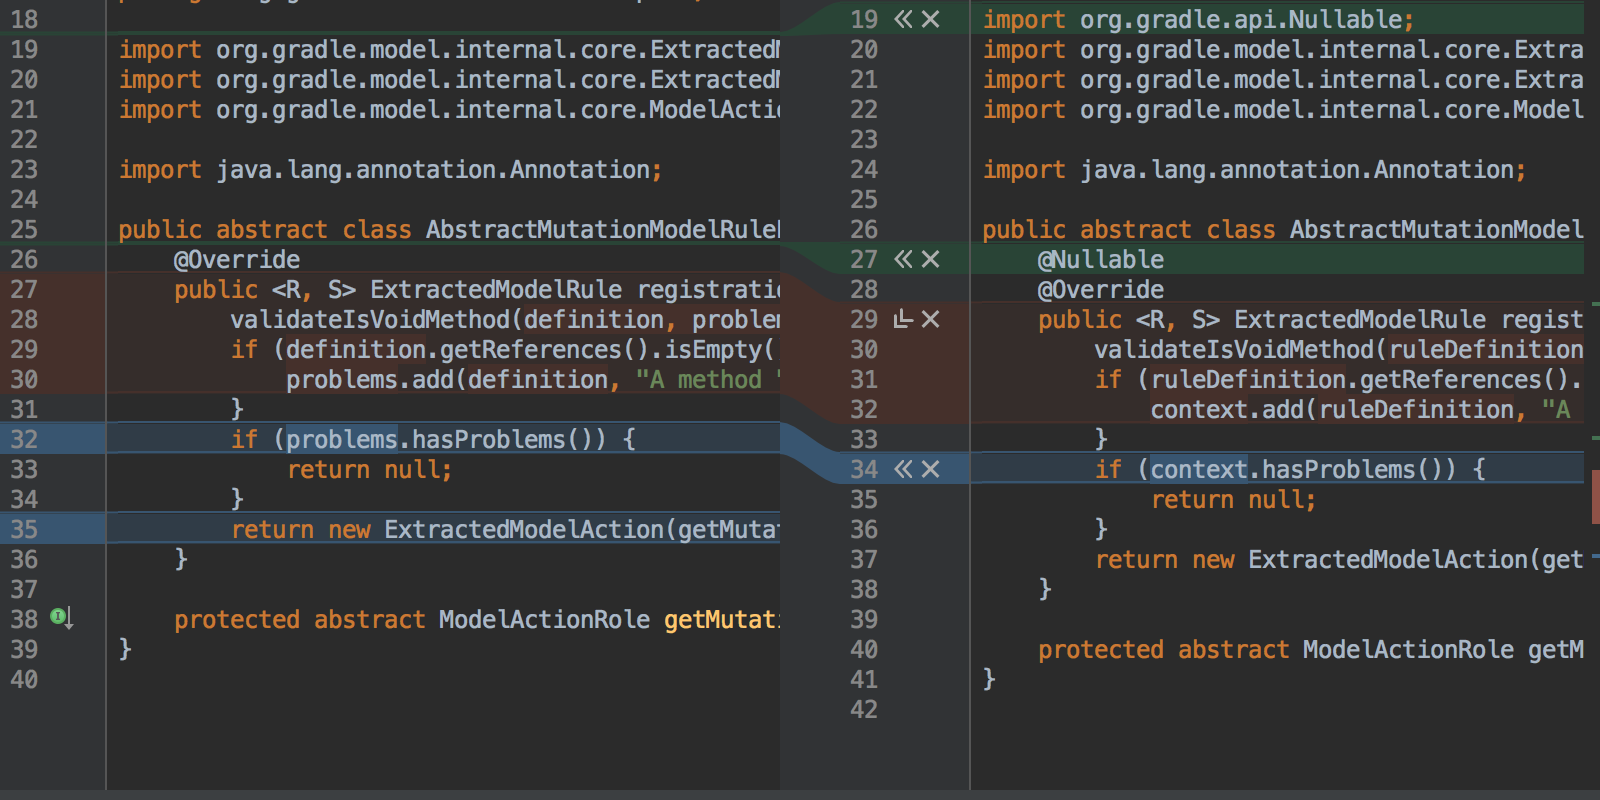 18
19 import org.gradle.model.internal.core.Extracted
20 import org.gradle.model.internal.core.Extracted
21 import org.gradle.model.internal.core.ModelActi
22
23 import java.lang.annotation.Annotation;
24
25 public abstract class AbstractMutationModelRule
26 @Override
27 public <R, S> ExtractedModelRule registrati
28 validateIsVoidMethod(definition, problem
29 if (definition.getReferences().isEmpty(
30 problems.add(definition, "A method "
31 }
32 if (problems.hasProblems()) {
33 return null;
34 }
35 return new ExtractedModelAction(getMutat
36 }
37
38 protected abstract ModelActionRole getMutati
39 }
40
19 import org.gradle.api.Nullable;
20 import org.gradle.model.internal.core.Extra
21 import org.gradle.model.internal.core.Extra
22 import org.gradle.model.internal.core.Model
23
24 import java.lang.annotation.Annotation;
25
26 public abstract class AbstractMutationModel
27 @Nullable
28 @Override
29 public <R, S> ExtractedModelRule regist
30 validateIsVoidMethod(ruleDefinition
31 if (ruleDefinition.getReferences().
32 context.add(ruleDefinition, "A
33 }
34 if (context.hasProblems()) {
35 return null;
36 }
37 return new ExtractedModelAction(get
38 }
39
40 protected abstract ModelActionRole getM
41 }
42